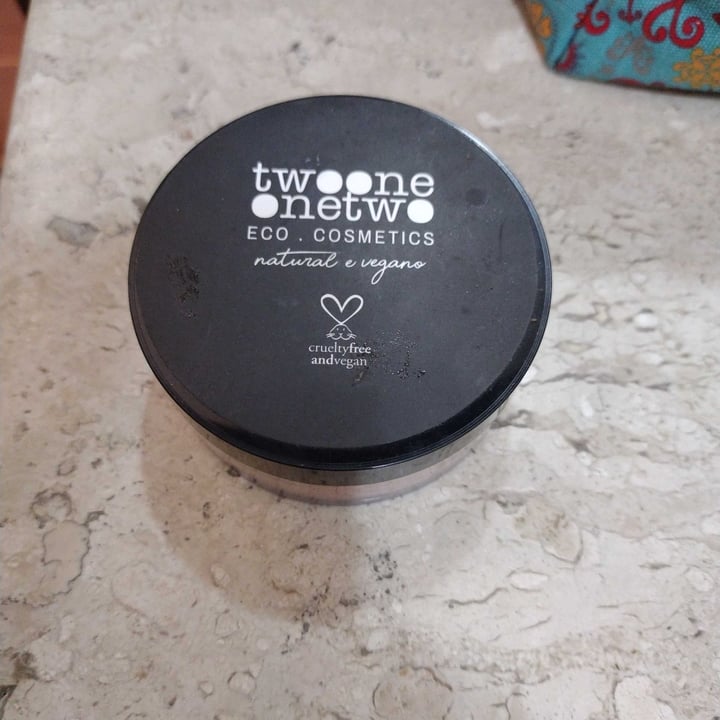 twoone
onetwo
ECO . COSMETICS
natural e vegano
crueltyfree
andvegan